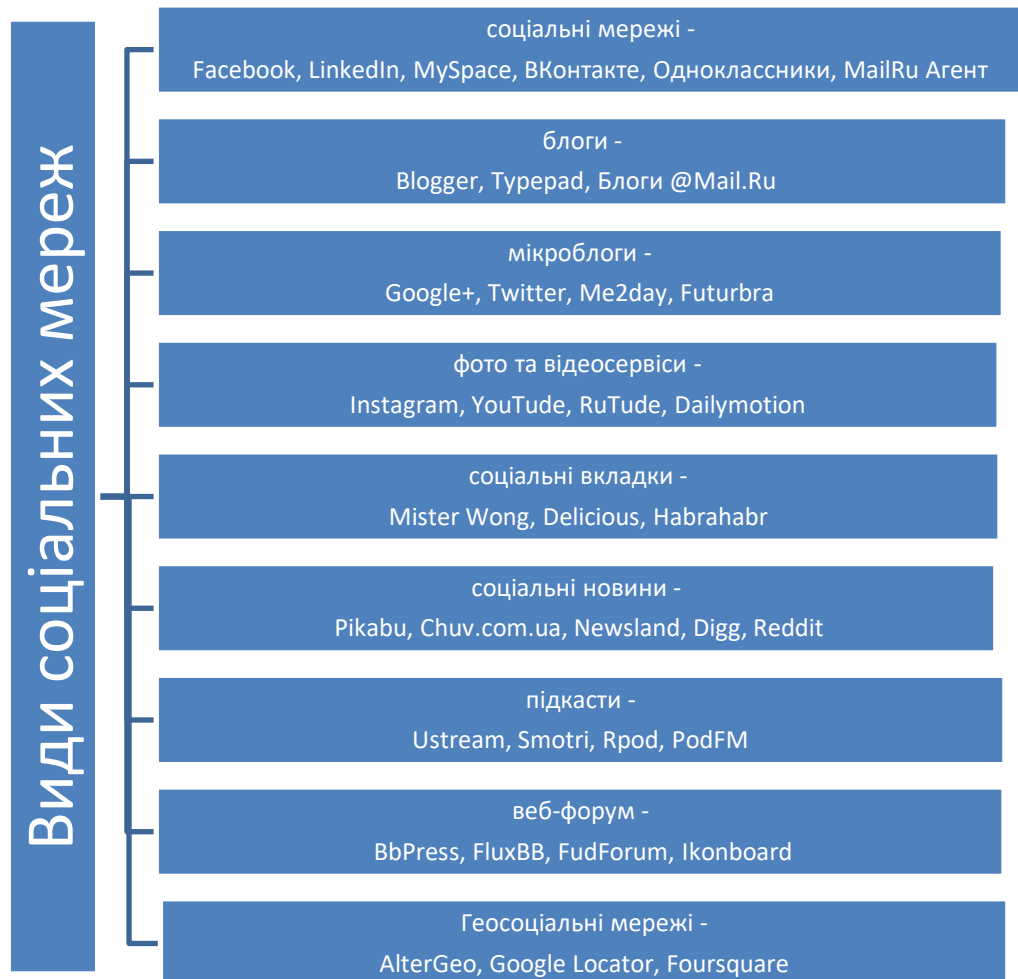 Види соціальних мереж
соціальні мережі -
Facebook, LinkedIn, MySpace, ВКонтакте, Одноклассники, MailRu Агент
блоги -
Blogger, Typepad, Блоги @Mail.Ru
мікроблоги -
Google+, Twitter, Me2day, Futurbra
фото та відеосервіси -
Instagram, YouTude, RuTude, Dailymotion
соціальні вкладки -
Mister Wong, Delicious, Habrahabr
соціальні новини -
Pikabu, Chuv.com.ua, Newsland, Digg, Reddit
підкасти -
Ustream, Smotri, Rpod, PodFM
веб-форум -
BbPress, FluxBB, FudForum, Ikonboard
Геосоціальні мережі -
AlterGeo, Google Locator, Foursquare